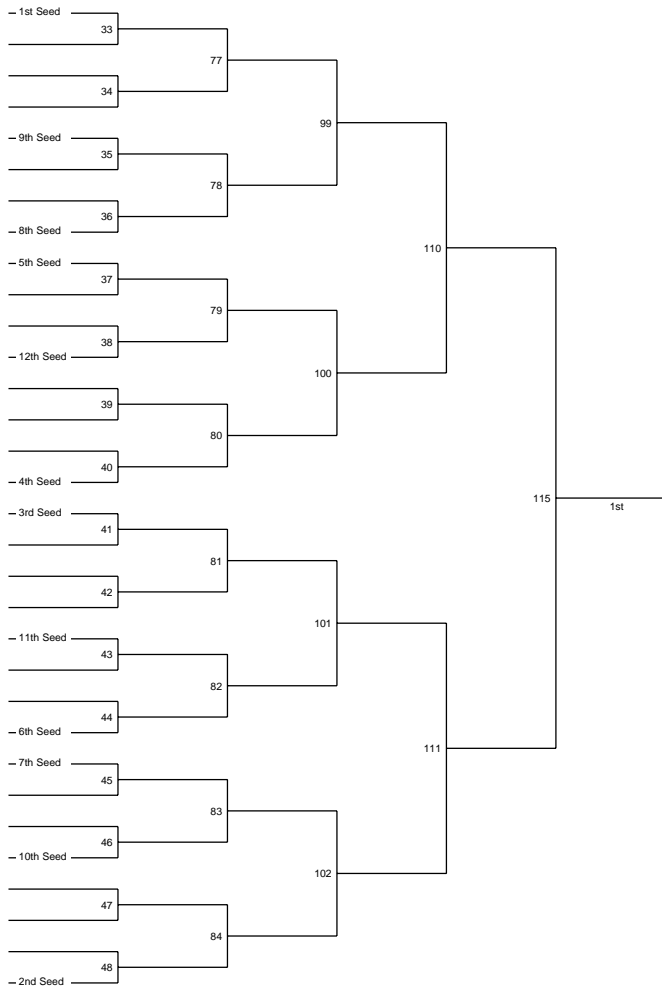 1st Seed
33
77
34
99
9th Seed
35
78
36
8th Seed
110
5th Seed
37
79
38
12th Seed
100
39
80
40
4th Seed
115
1st
3rd Seed
41
81
42
101
11th Seed
43
82
44
6th Seed
111
7th Seed
45
83
46
10th Seed
102
47
84
48
2nd Seed